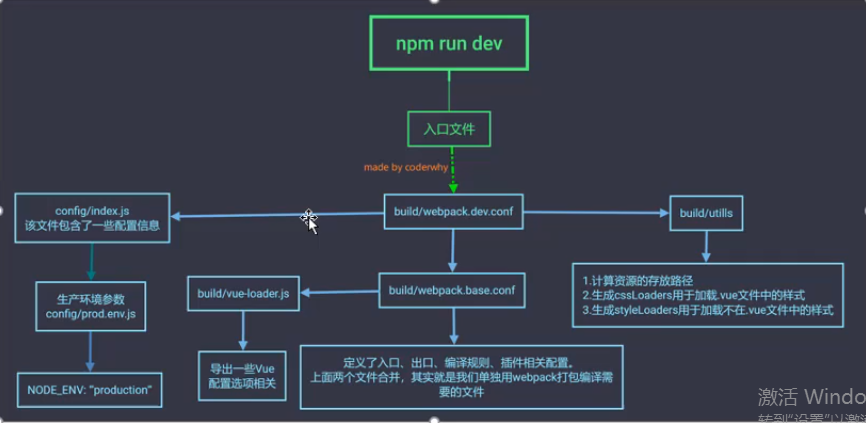 npm run dev
入口文件
made by coderwhy
config/index.js
该文件包含了一些配置信息
build/webpack.dev.conf
build/utills
生产环境参数
config/prod.env.js
build/vue-loader.js
build/webpack.base.conf
1.计算资源的存放路径
2.生成cssLoaders用于加载.vue文件中的样式
3.生成styleLoaders用于加载不在.vue文件中的样式
NODE_ENV: "production"
导出一些Vue
配置选项相关
定义了入口、出口、编译规则、插件相关配置。
上面两个文件合并，其实就是我们单独用webpack打包编译需
要的文件
激活 Windo
转到"设置"以激